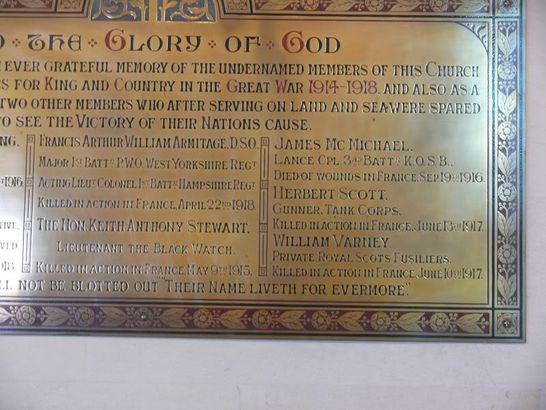 THE GLORY OF GOD
EVER GRATEFUL MEMORY OF THE UNDERNAMED MEMBERS OF THIS CHURCH
FOR KING AND COUNTRY IN THE GREAT WAR 1914-1918. AND ALSO AS A
TWO OTHER MEMBERS WHO AFTER SERVING ON LAND AND SEA WERE SPARED
TO SEE THE VICTORY OF THEIR NATIONS CAUSE.
1916
FRANCIS ARTHUR WILLIAM ARMITAGE, D.S.O.
MAJOR 1ST BATTN P.W.O. WEST YORKSHIRE REGT
ACTING LIEUT COLONEL 1ST BATTN HAMPSHIRE REGT
KILLED IN ACTION IN FRANCE, APRIL 22ND 1918.
THE HON. KEITH ANTHONY STEWART.
LIEUTENANT THE BLACK WATCH.
KILLED IN ACTION IN FRANCE, MAY 9TH 1915.
JAMES MC MICHAEL.
LANCE CPL 3RD BATTN K.O.S.B.
DIED OF WOUNDS IN FRANCE, SEP 19TH 1916.
HERBERT SCOTT.
GUNNER, TANK CORPS.
KILLED IN ACTION IN FRANCE, JUNE 13TH 1917.
WILLIAM VARNEY.
PRIVATE, ROYAL SCOTS FUSILIERS.
KILLED IN ACTION IN FRANCE, JUNE 10TH 1917.
NOT BE BLOTTED OUT "THEIR NAME LIVETH FOR EVERMORE"